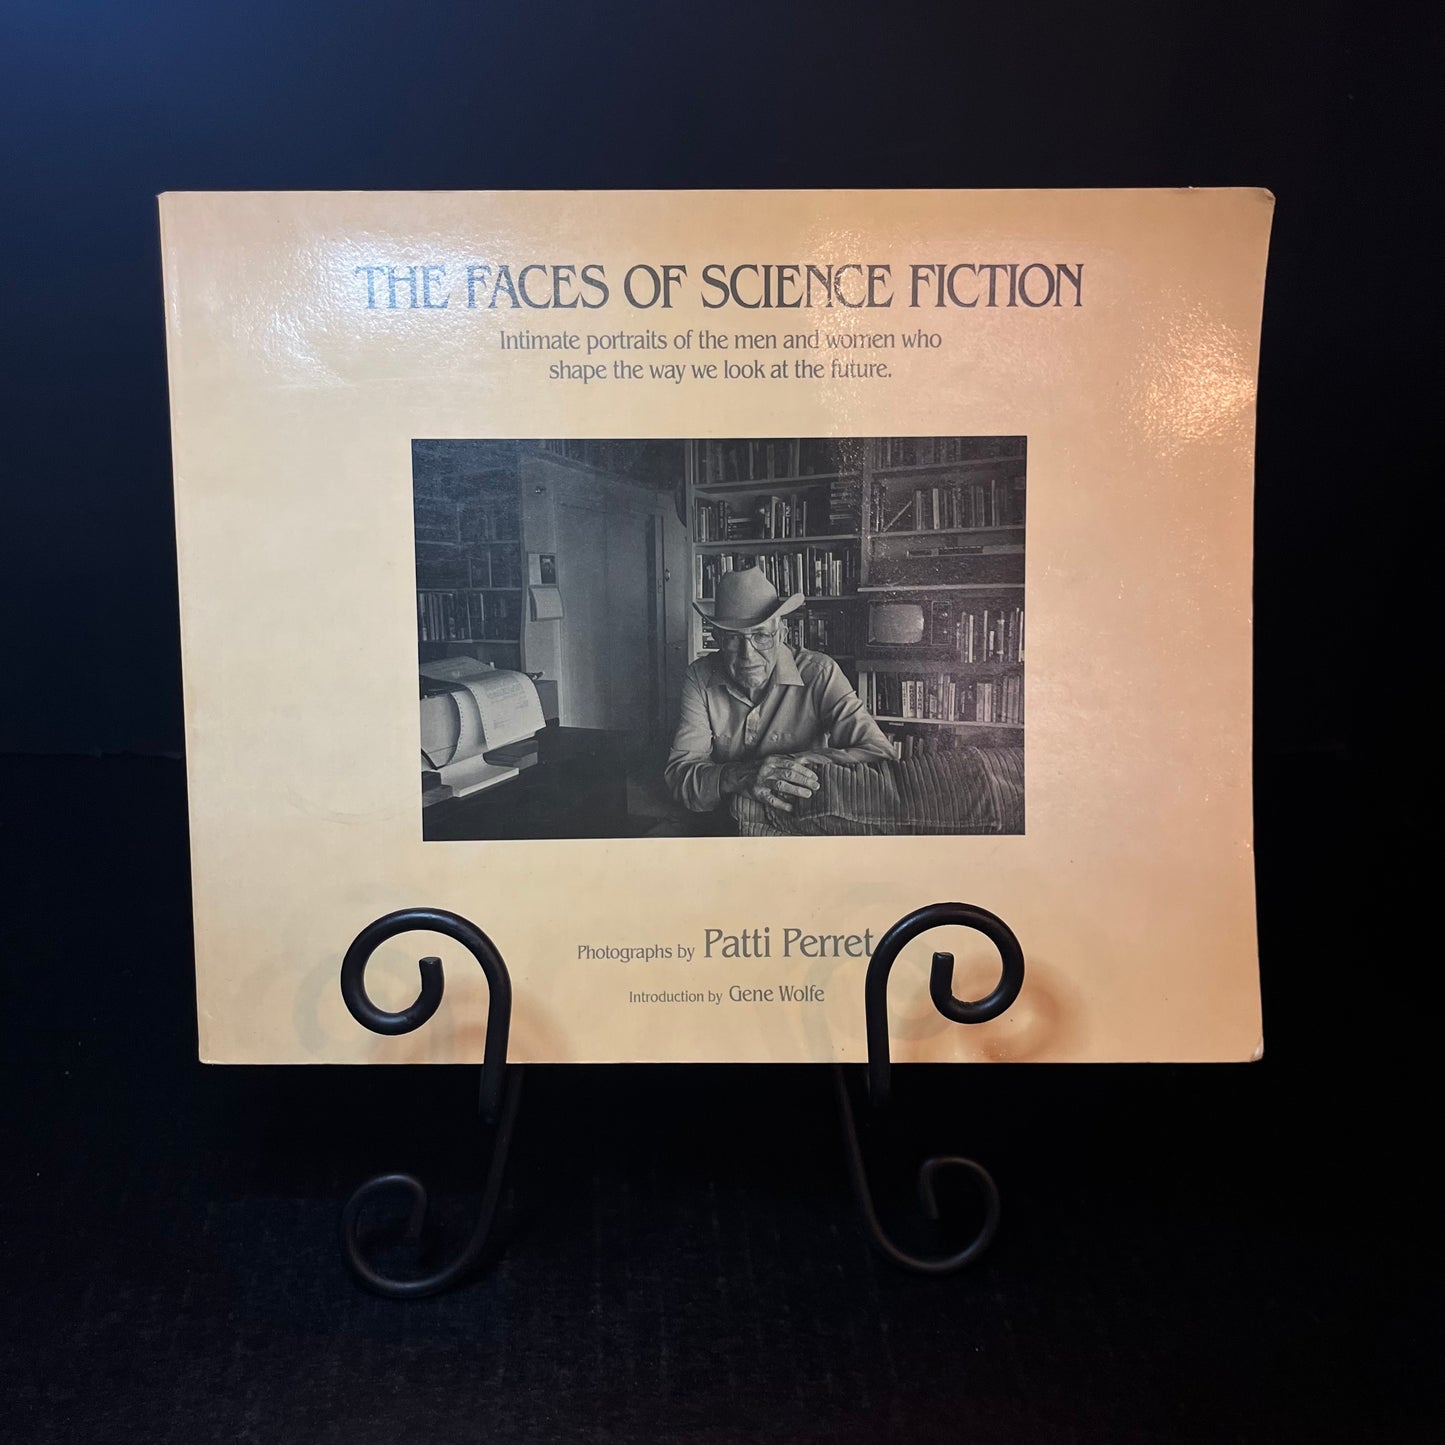 THE FACES OF SCIENCE FICTION
Intimate portraits of the men and women who
shape the way we look at the future.
Photographs by Patti Perret
Introduction by Gene Wolfe